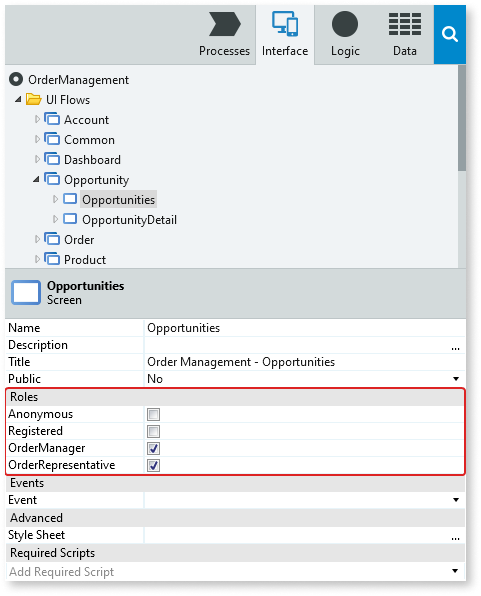 Processes Interface Logic Data
OrderManagement
UI Flows
Account
Common
Dashboard
Opportunity
Opportunities
OpportunityDetail
Order
Product
Opportunities
Screen
Name Opportunities
Description ...
Title Order Management - Opportunities
Public No
Roles
Anonymous
Registered
OrderManager
OrderRepresentative
Events
Event
Advanced
Style Sheet ...
Required Scripts
Add Required Script